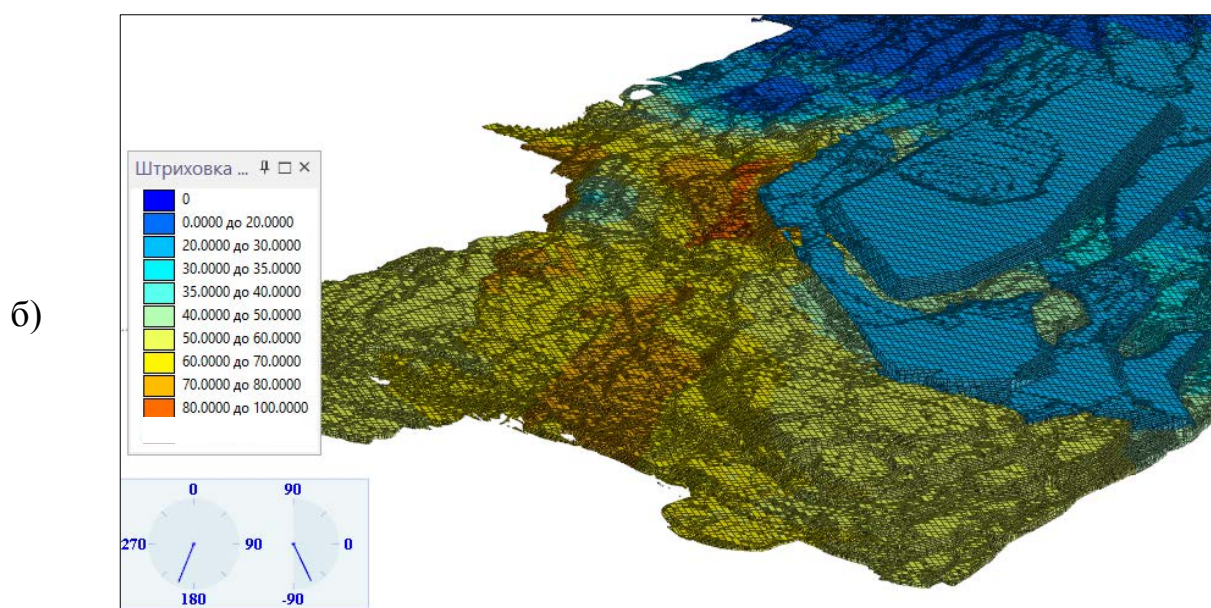 б)
Штриховка ...
0
0.0000 до 20.0000
20.0000 до 30.0000
30.0000 до 35.0000
35.0000 до 40.0000
40.0000 до 50.0000
50.0000 до 60.0000
60.0000 до 70.0000
70.0000 до 80.0000
80.0000 до 100.0000
0 90
270 90 0
180 -90